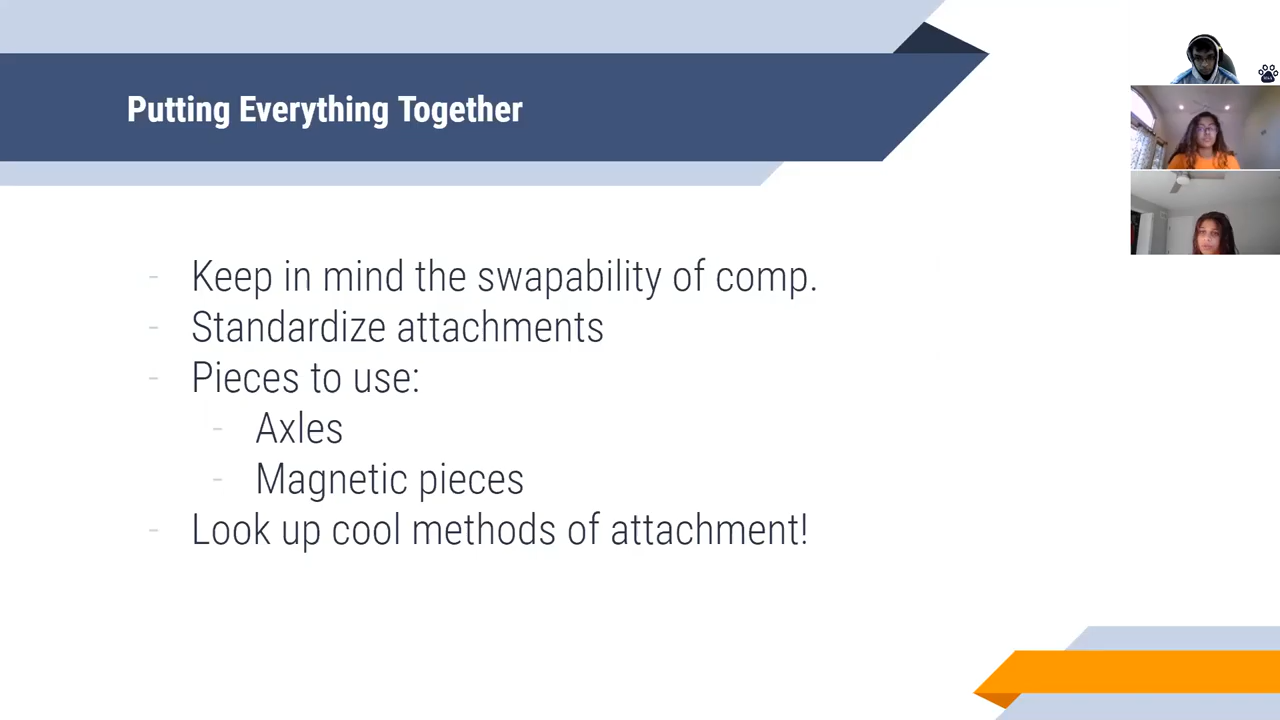 Putting Everything Together
- Keep in mind the swapability of comp.
- Standardize attachments
- Pieces to use:
- Axles
- Magnetic pieces
- Look up cool methods of attachment!